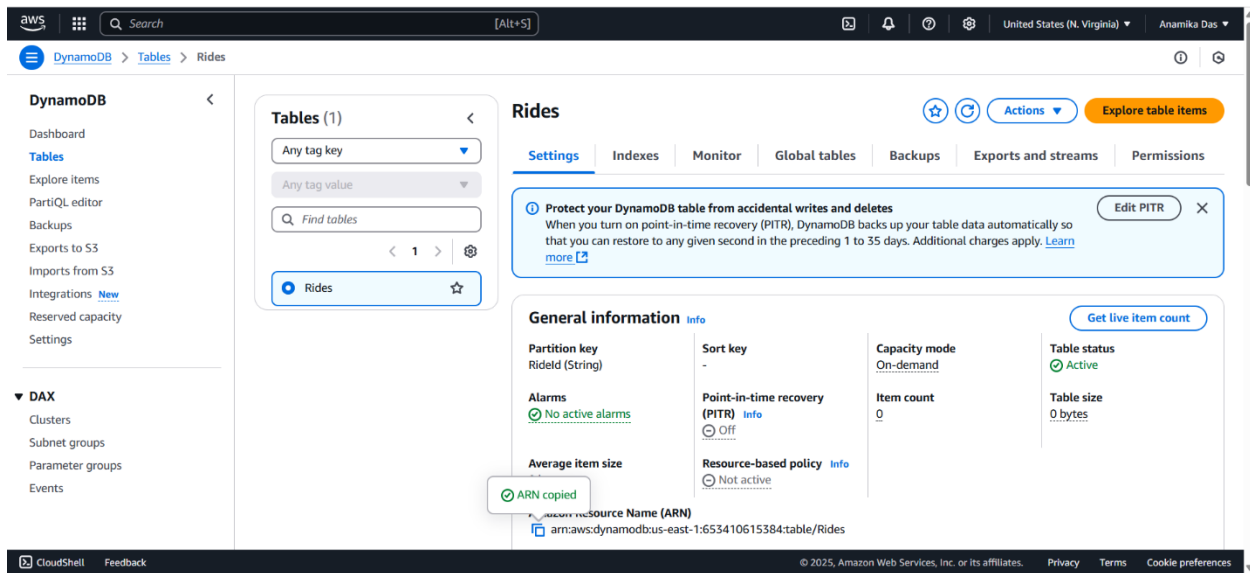 aws
Search
[Alt+S]
United States (N. Virginia)
Anamika Das
DynamoDB > Tables > Rides
DynamoDB
Dashboard
Tables
Explore items
PartiQL editor
Backups
Exports to S3
Imports from S3
Integrations New
Reserved capacity
Settings
DAX
Clusters
Subnet groups
Parameter groups
Events
Tables (1)
Any tag key
Any tag value
Find tables
1
Rides
Rides
Actions
Explore table items
Settings
Indexes
Monitor
Global tables
Backups
Exports and streams
Permissions
Protect your DynamoDB table from accidental writes and deletes
When you turn on point-in-time recovery (PITR), DynamoDB backs up your table data automatically so
that you can restore to any given second in the preceding 1 to 35 days. Additional charges apply. Learn
more
Edit PITR
General information Info
Get live item count
Partition key
RideId (String)
Sort key
-
Capacity mode
On-demand
Table status
Active
Alarms
No active alarms
Point-in-time recovery
(PITR) Info
Off
Item count
0
Table size
0 bytes
Average item size
Resource-based policy Info
Not active
ARN copied
Resource Name (ARN)
arn:aws:dynamodb:us-east-1:653410615384:table/Rides
CloudShell
Feedback
© 2025, Amazon Web Services, Inc. or its affiliates.
Privacy
Terms
Cookie preferences